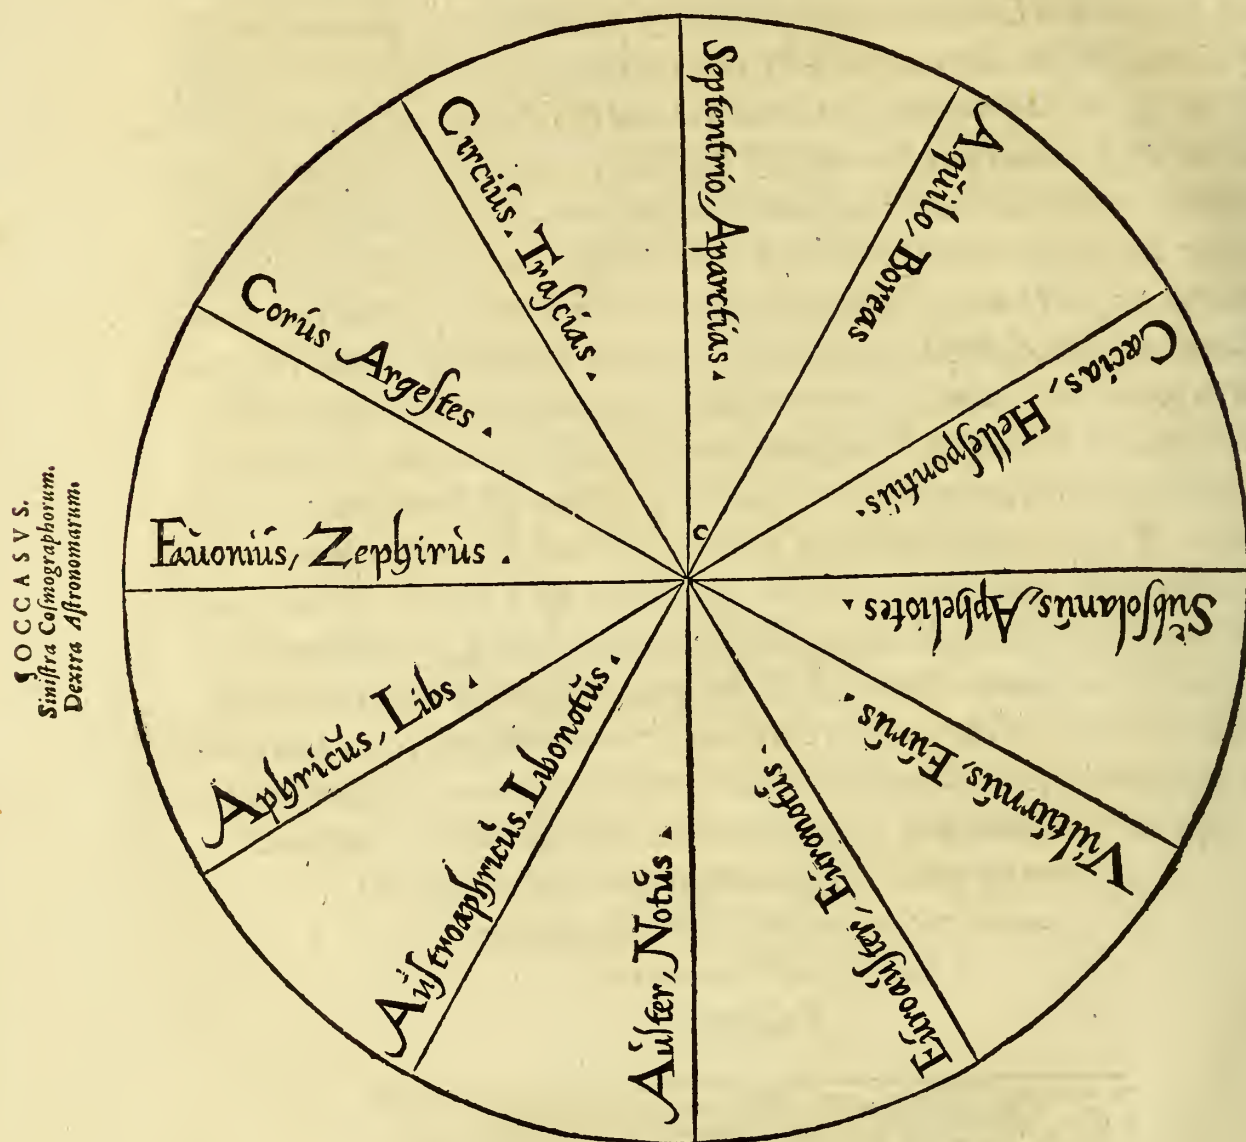 Septentrio, Aparctias.
Aquilo, Boreas
Cæcias, Helleſpontius.
Subſolanus, Apheliotes.
Vulturnus, Eurus.
Euroauſter, Euronotus.
Auſter, Notus.
Auſtroaphricus. Libonotus.
Aphricus, Libs.
Fauonius, Zephirus.
Corus Argeſtes.
Circius. Traſcias.
c
¶OCCASVS.
Siniſtra Coſmographorum.
Dextra Aſtronomarum.